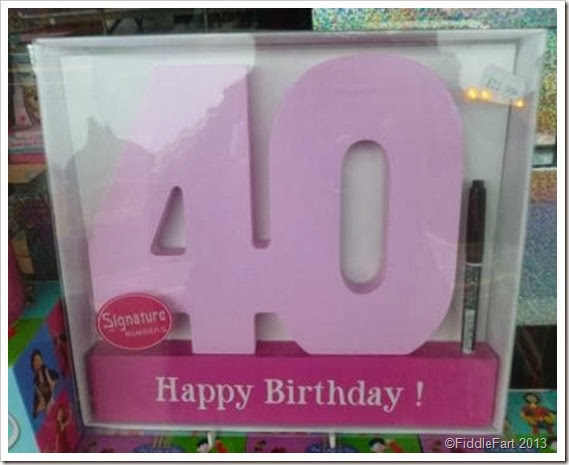 40
Signature
NUMBERS
Happy Birthday !
©FiddleFart 2013